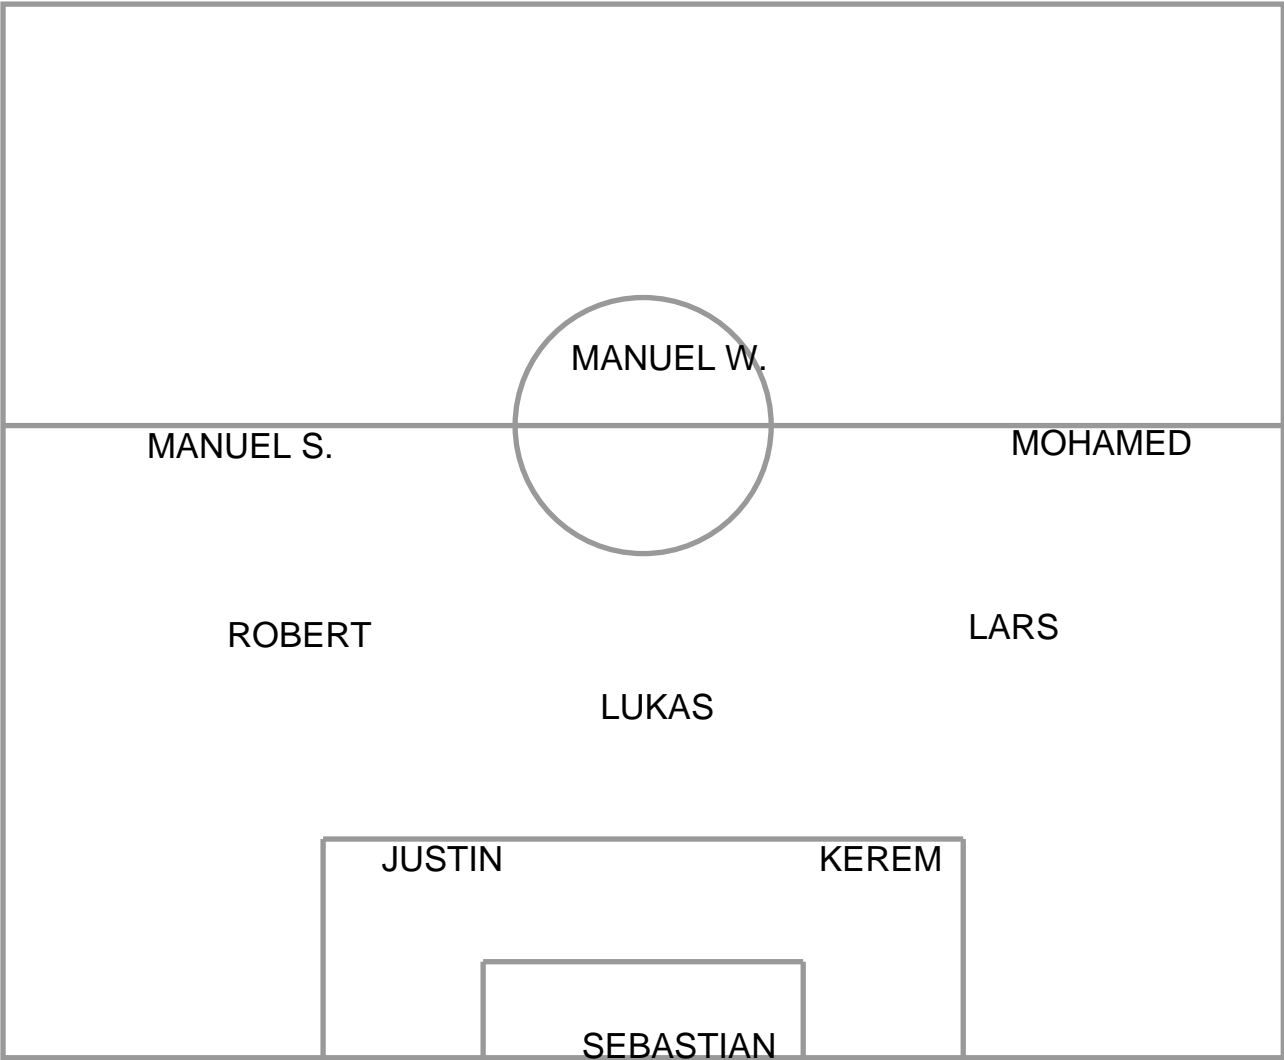 MANUEL W.
MANUEL S.
MOHAMED
ROBERT
LARS
LUKAS
JUSTIN
KEREM
SEBASTIAN